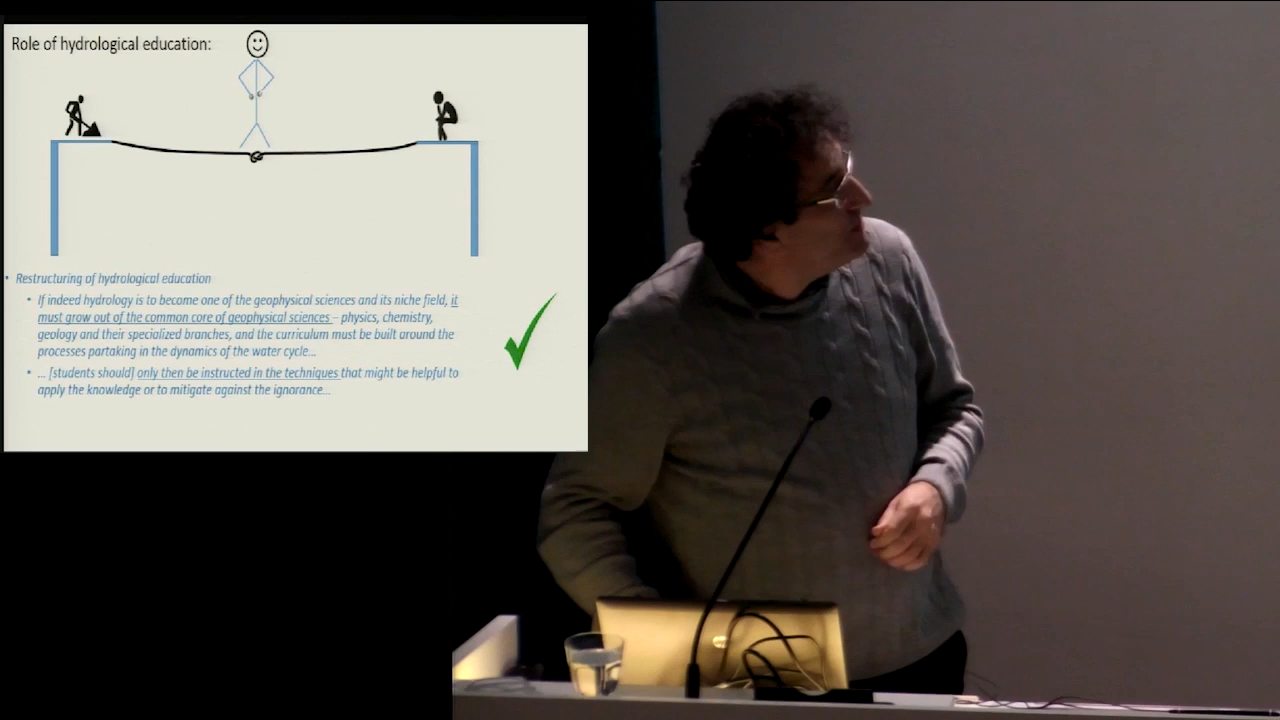 Role of hydrological education:
• Restructuring of hydrological education
• If indeed hydrology is to become one of the geophysical sciences and its niche field, it
must grow out of the common core of geophysical sciences – physics, chemistry,
geology and their specialized branches, and the curriculum must be built around the
processes partaking in the dynamics of the water cycle...
• ... [students should] only then be instructed in the techniques that might be helpful to
apply the knowledge or to mitigate against the ignorance...